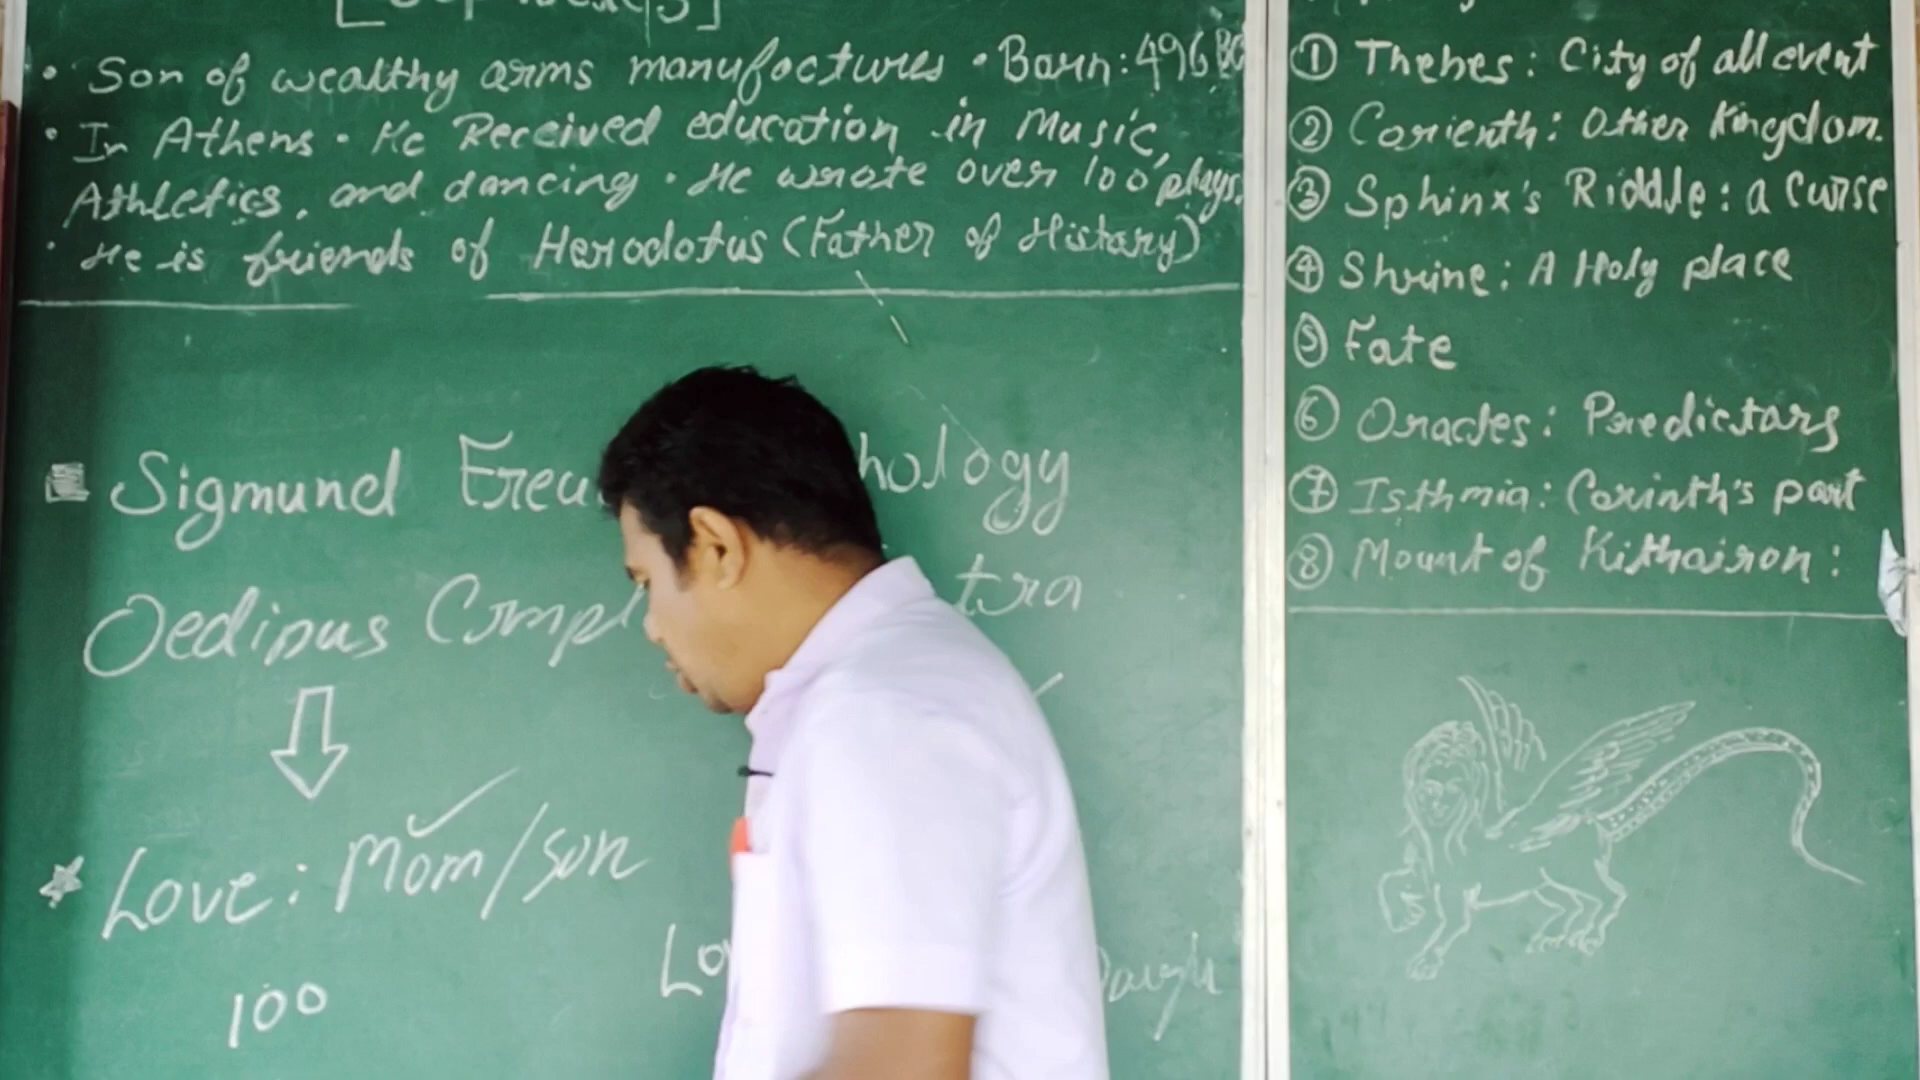 • Son of wealthy arms manufactures • Born: 496 BC
• In Athens • He Received education in Music,
Athletics, and dancing • He wrote over 100 plays.
• He is friends of Herodotus (Father of History)
Sigmund
Oedipus
Love: Mom/son
100
① Thebes: City of all event
② Corienth: Other Kingdom.
③ Sphinx's Riddle: a Curse
④ Shrine: A Holy place
⑤ Fate
⑥ Oracles: Predictors
⑦ Isthmia: Corinth's part
⑧ Mount of Kithairon: